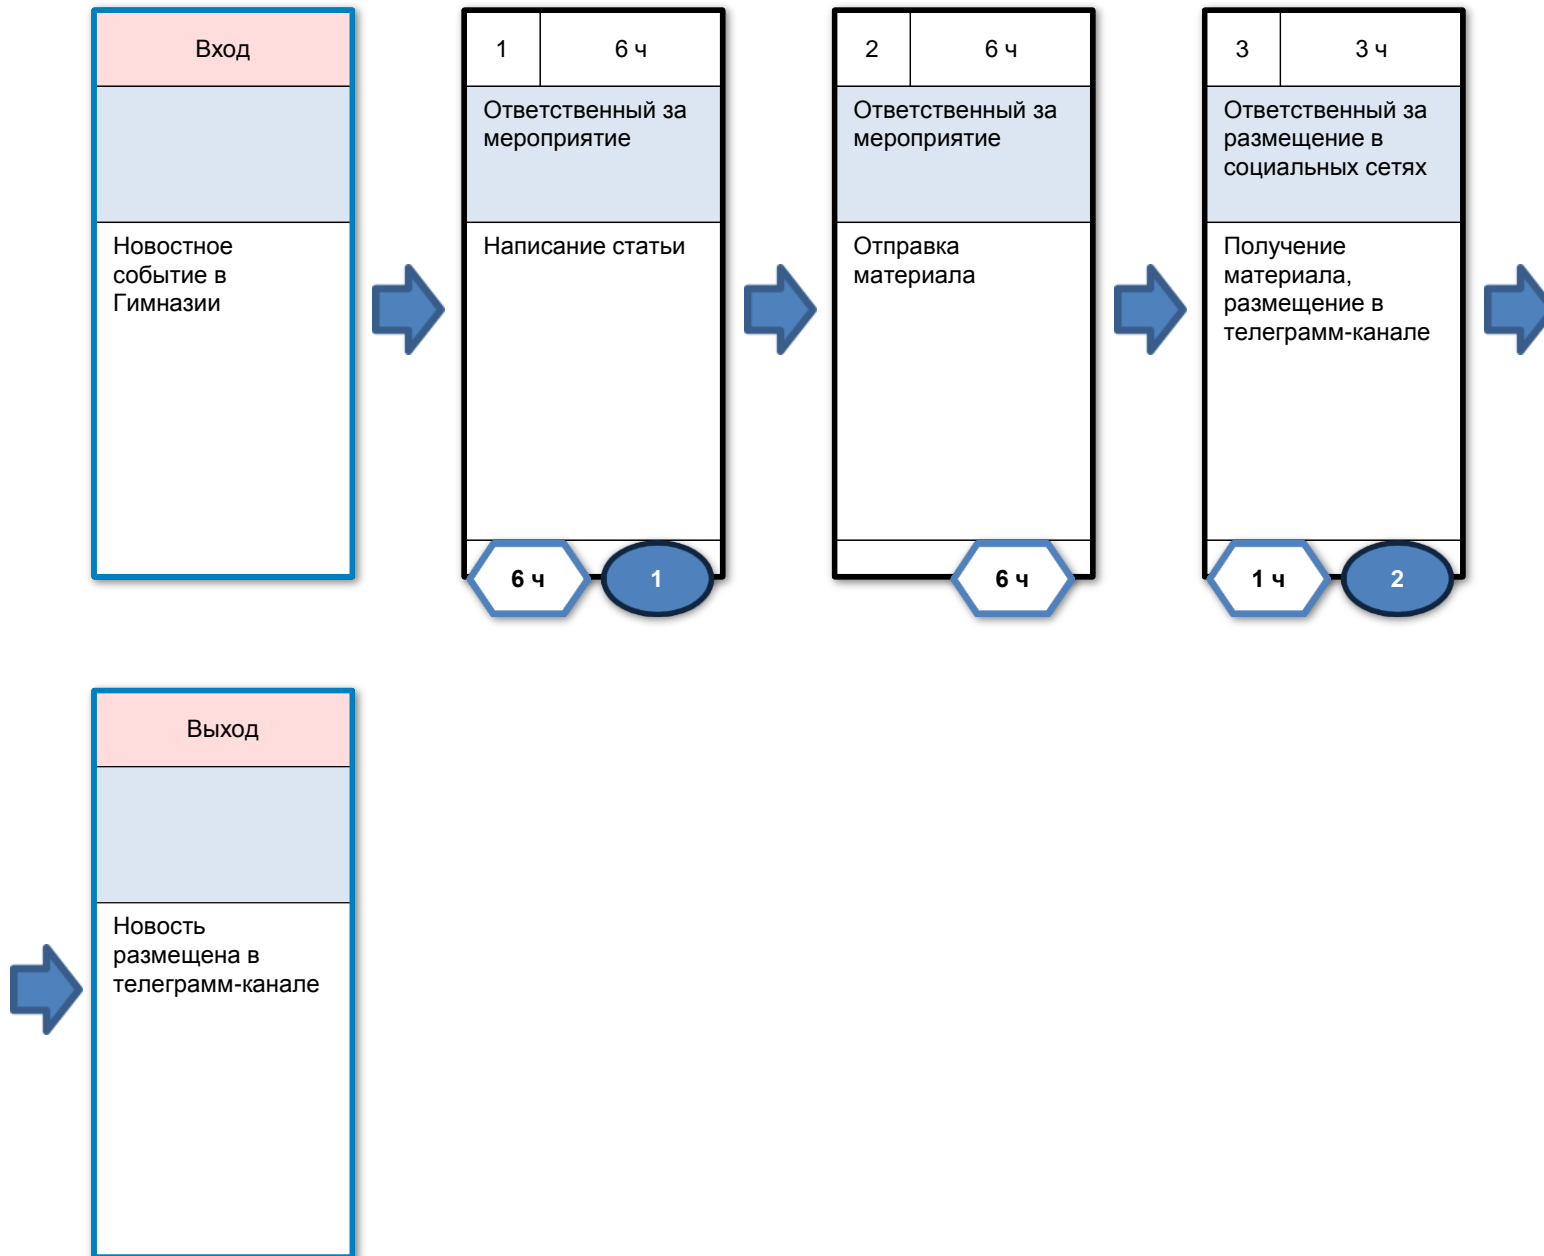 Вход
Новостное
событие в
Гимназии
1
6 ч
Ответственный за
мероприятие
Написание статьи
6 ч
1
2
6 ч
Ответственный за
мероприятие
Отправка
материала
6 ч
3
3 ч
Ответственный за
размещение в
социальных сетях
Получение
материала,
размещение в
телеграмм-канале
1 ч
2
Выход
Новость
размещена в
телеграмм-канале